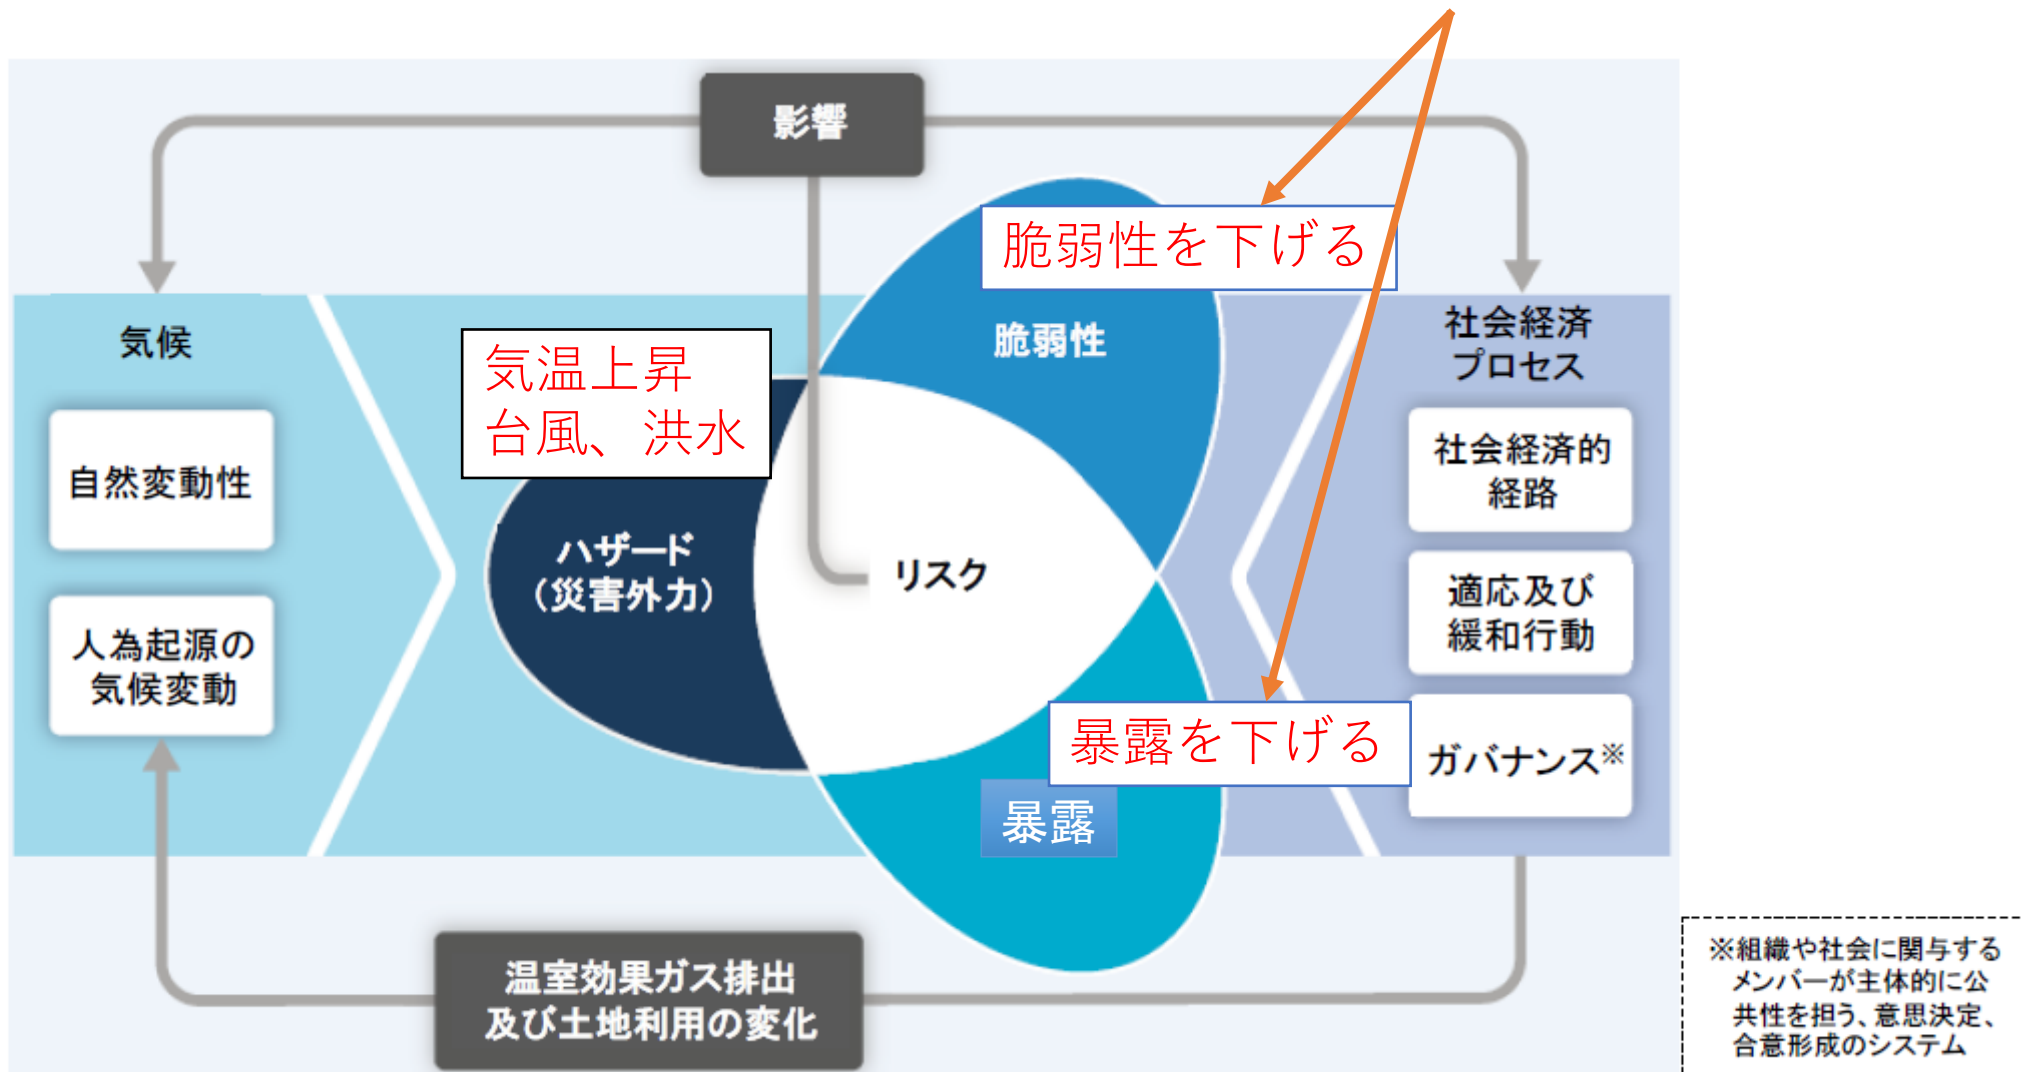 影響
脆弱性を下げる
気候
気温上昇
台風、洪水
脆弱性
社会経済
プロセス
自然変動性
社会経済的
経路
ハザード
（災害外力）
リスク
適応及び
緩和行動
人為起源の
気候変動
暴露を下げる
ガバナンス※
暴露
温室効果ガス排出
及び土地利用の変化
※組織や社会に関与する
メンバーが主体的に公
共性を担う、意思決定、
合意形成のシステム